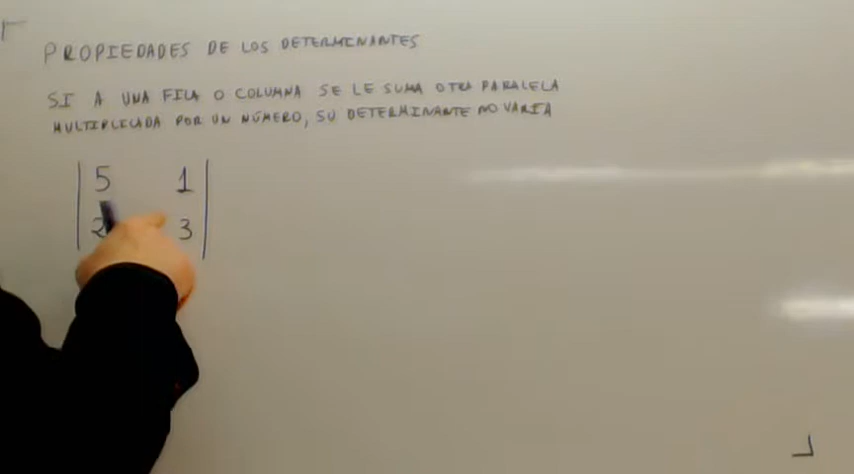 PROPIEDADES DE LOS DETERMINANTES
SI A UNA FILA O COLUMNA SE LE SUMA OTRA PARALELA
MULTIPLICADA POR UN NÚMERO, SU DETERMINANTE NO VARIA
5 1
2 3